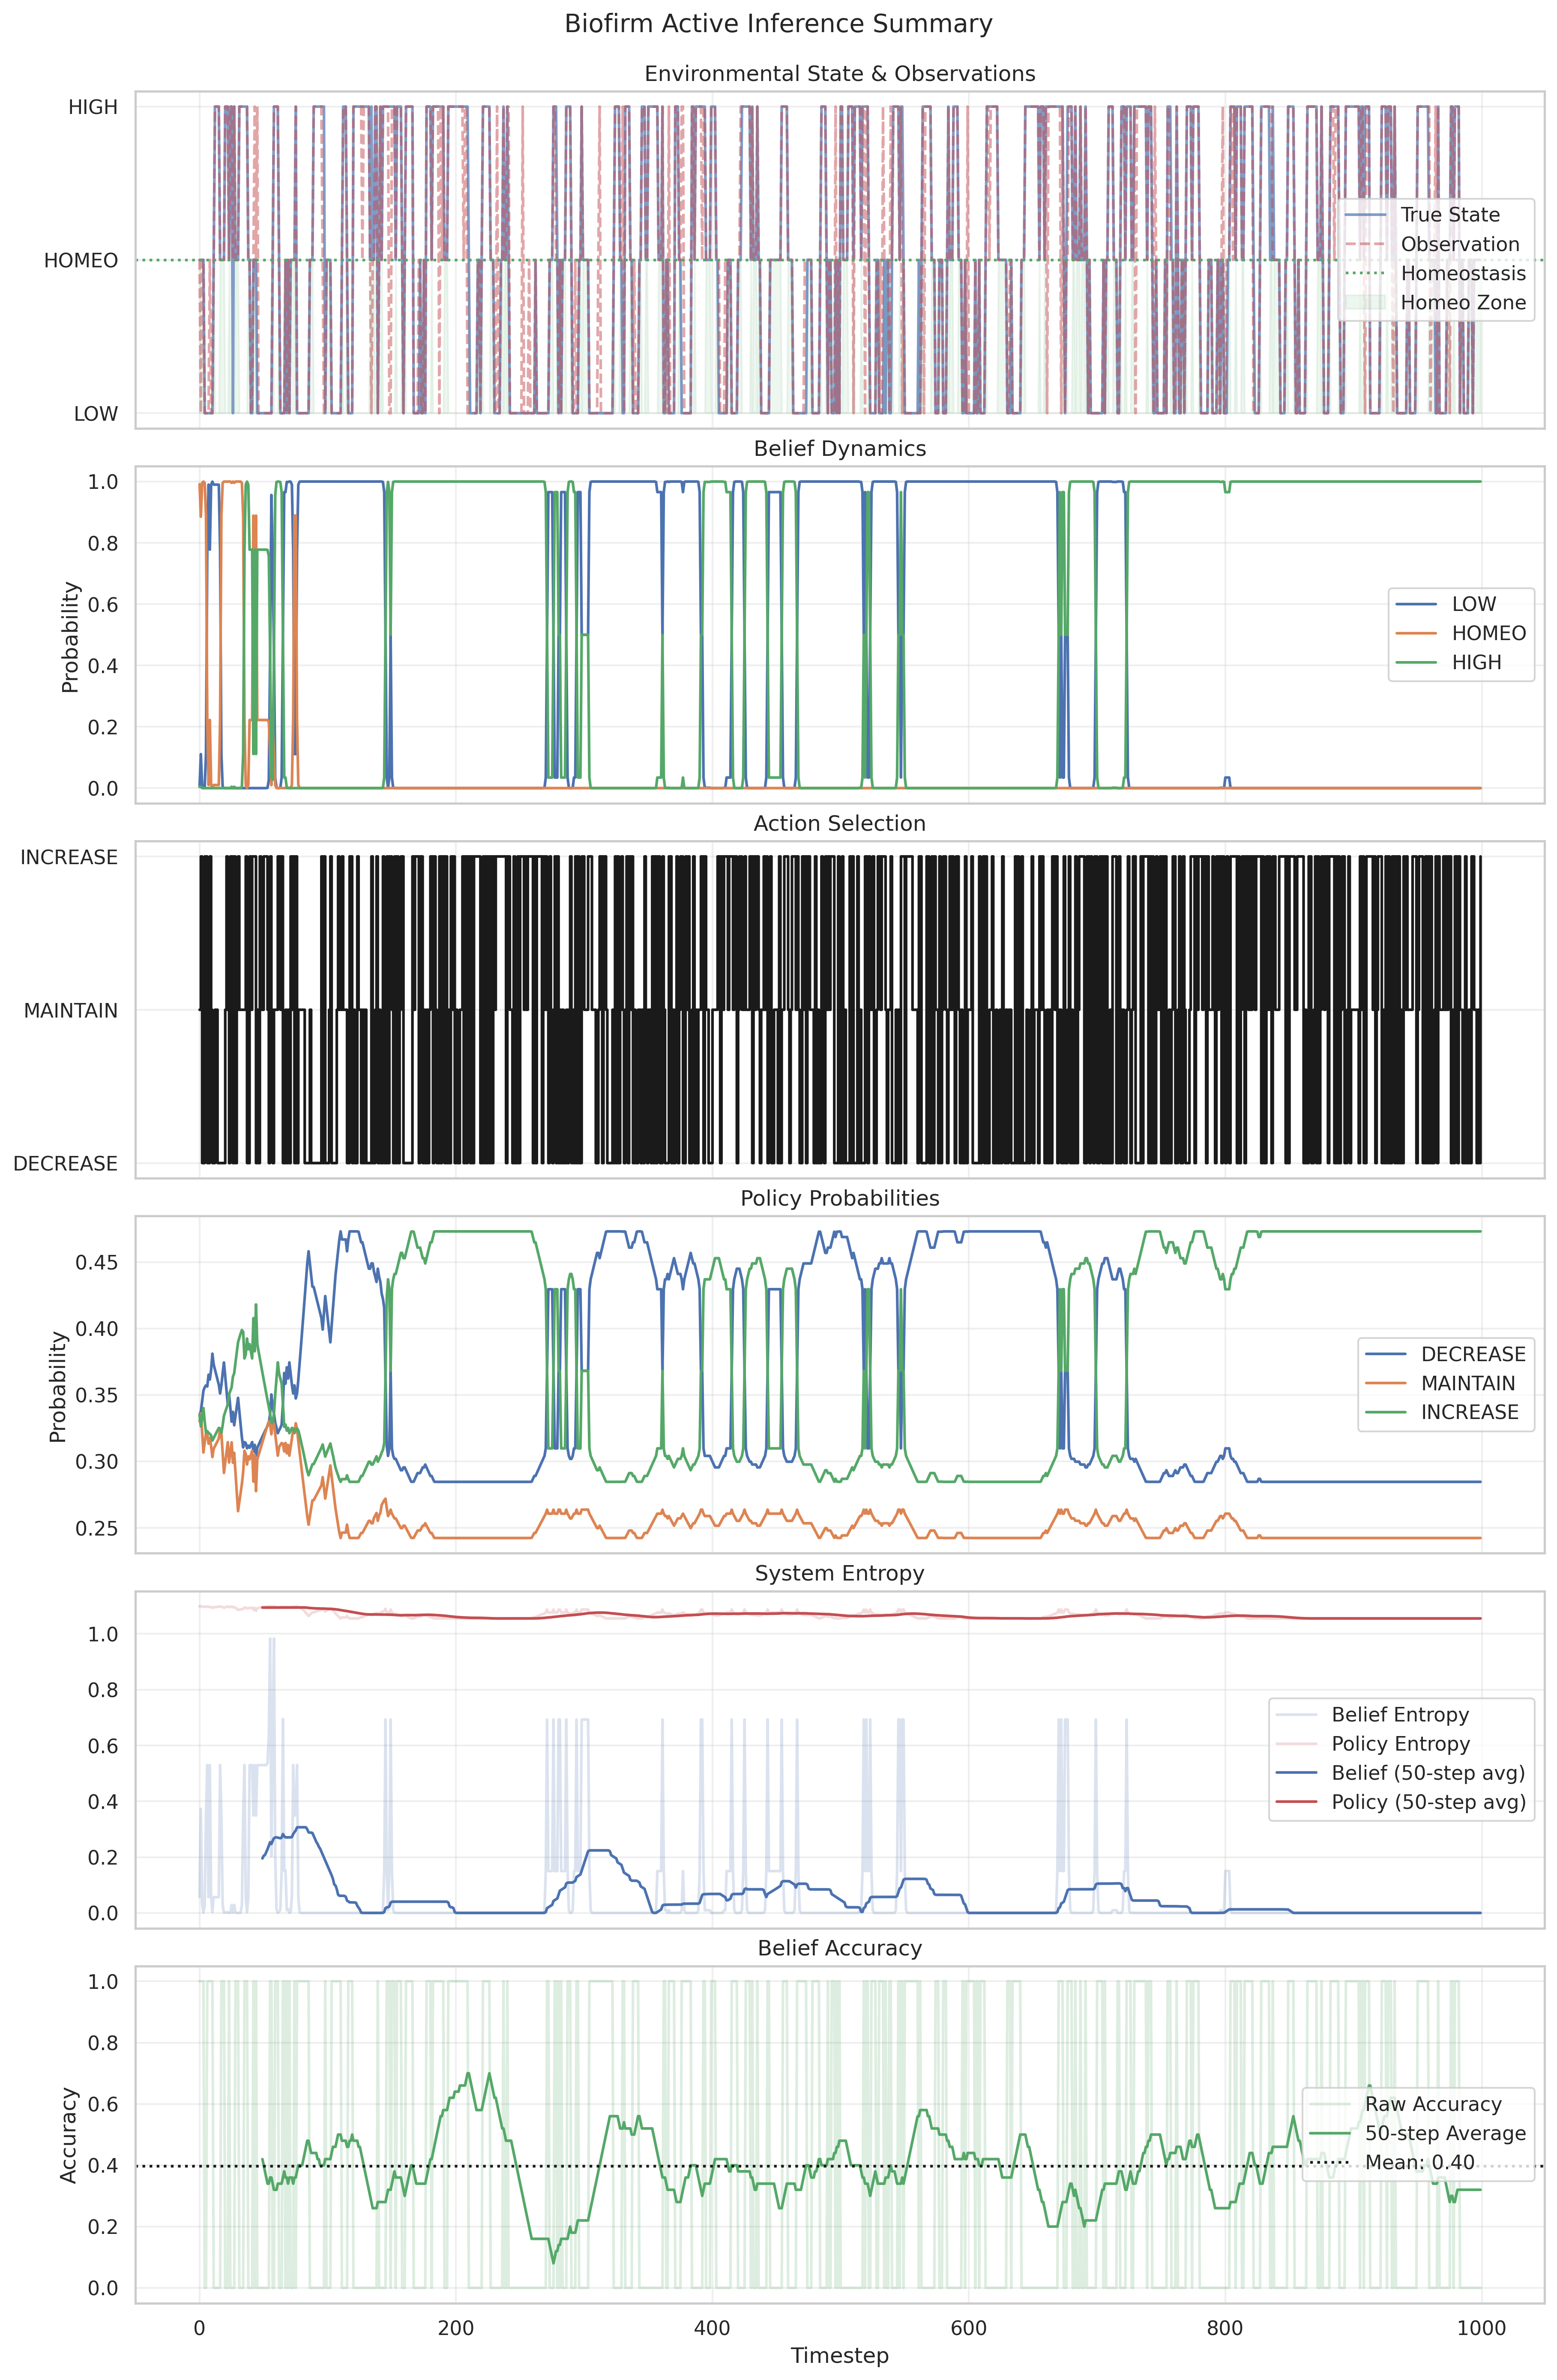 Biofirm Active Inference Summary
Environmental State & Observations
HIGH
HOMEO
LOW
True State
Observation
Homeostasis
Homeo Zone
Belief Dynamics
Probability
1.0
0.8
0.6
0.4
0.2
0.0
LOW
HOMEO
HIGH
Action Selection
INCREASE
MAINTAIN
DECREASE
Policy Probabilities
Probability
0.45
0.40
0.35
0.30
0.25
DECREASE
MAINTAIN
INCREASE
System Entropy
1.0
0.8
0.6
0.4
0.2
0.0
Belief Entropy
Policy Entropy
Belief (50-step avg)
Policy (50-step avg)
Belief Accuracy
Accuracy
1.0
0.8
0.6
0.4
0.2
0.0
Raw Accuracy
50-step Average
Mean: 0.40
0 200 400 600 800 1000
Timestep